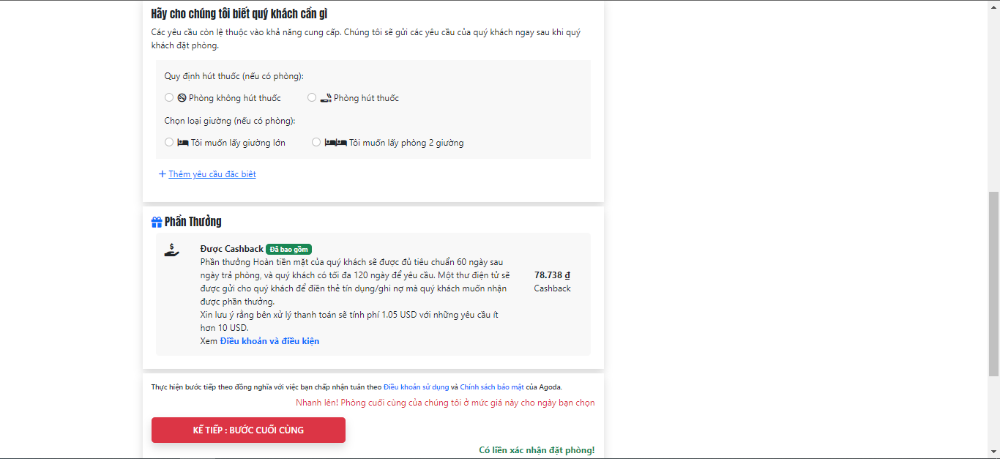 Hãy cho chúng tôi biết quý khách cần gì
Các yêu cầu còn lệ thuộc vào khả năng cung cấp. Chúng tôi sẽ gửi các yêu cầu của quý khách ngay sau khi quý
khách đặt phòng.
Quy định hút thuốc (nếu có phòng):
Phòng không hút thuốc
Phòng hút thuốc
Chọn loại giường (nếu có phòng):
Tôi muốn lấy giường lớn
Tôi muốn lấy phòng 2 giường
+ Thêm yêu cầu đặc biêt
Phần Thưởng
Được Cashback Đã bao gồm
Phần thưởng Hoàn tiền mặt của quý khách sẽ được đủ tiêu chuẩn 60 ngày sau
ngày trả phòng, và quý khách có tối đa 120 ngày để yêu cầu. Một thư điện tử sẽ
được gửi cho quý khách để điền thẻ tín dụng/ghi nợ mà quý khách muốn nhận
được phần thưởng.
Xin lưu ý rằng bên xử lý thanh toán sẽ tính phí 1.05 USD với những yêu cầu ít
hơn 10 USD.
Xem Điều khoản và điều kiện
78.738 ₫
Cashback
Thực hiện bước tiếp theo đồng nghĩa với việc bạn chấp nhận tuân theo Điều khoản sử dụng và Chính sách bảo mật của Agoda.
Nhanh lên! Phòng cuối cùng của chúng tôi ở mức giá này cho ngày bạn chọn
KẾ TIẾP : BƯỚC CUỐI CÙNG
Có liền xác nhận đặt phòng!